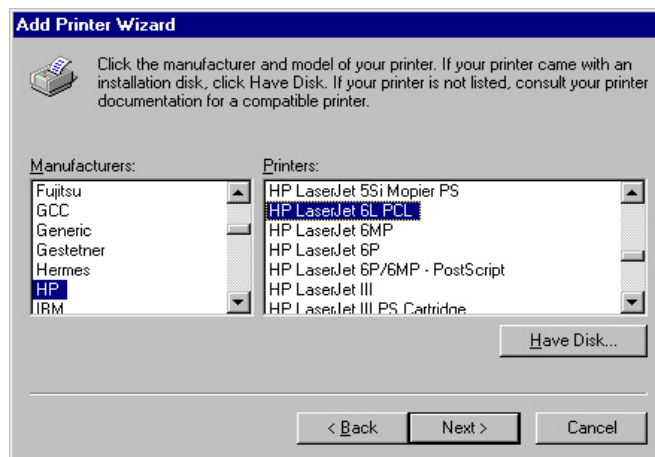 Add Printer Wizard
Click the manufacturer and model of your printer. If your printer came with an
installation disk, click Have Disk. If your printer is not listed, consult your printer
documentation for a compatible printer.
Manufacturers:
Fujitsu
GCC
Generic
Gestetner
Hermes
HP
IBM
Printers:
HP LaserJet 5Si Mopier PS
HP LaserJet 6L PCL
HP LaserJet 6MP
HP LaserJet 6P
HP LaserJet 6P/6MP - PostScript
HP LaserJet III
HP LaserJet III PS Cartridge
Have Disk...
< Back
Next >
Cancel